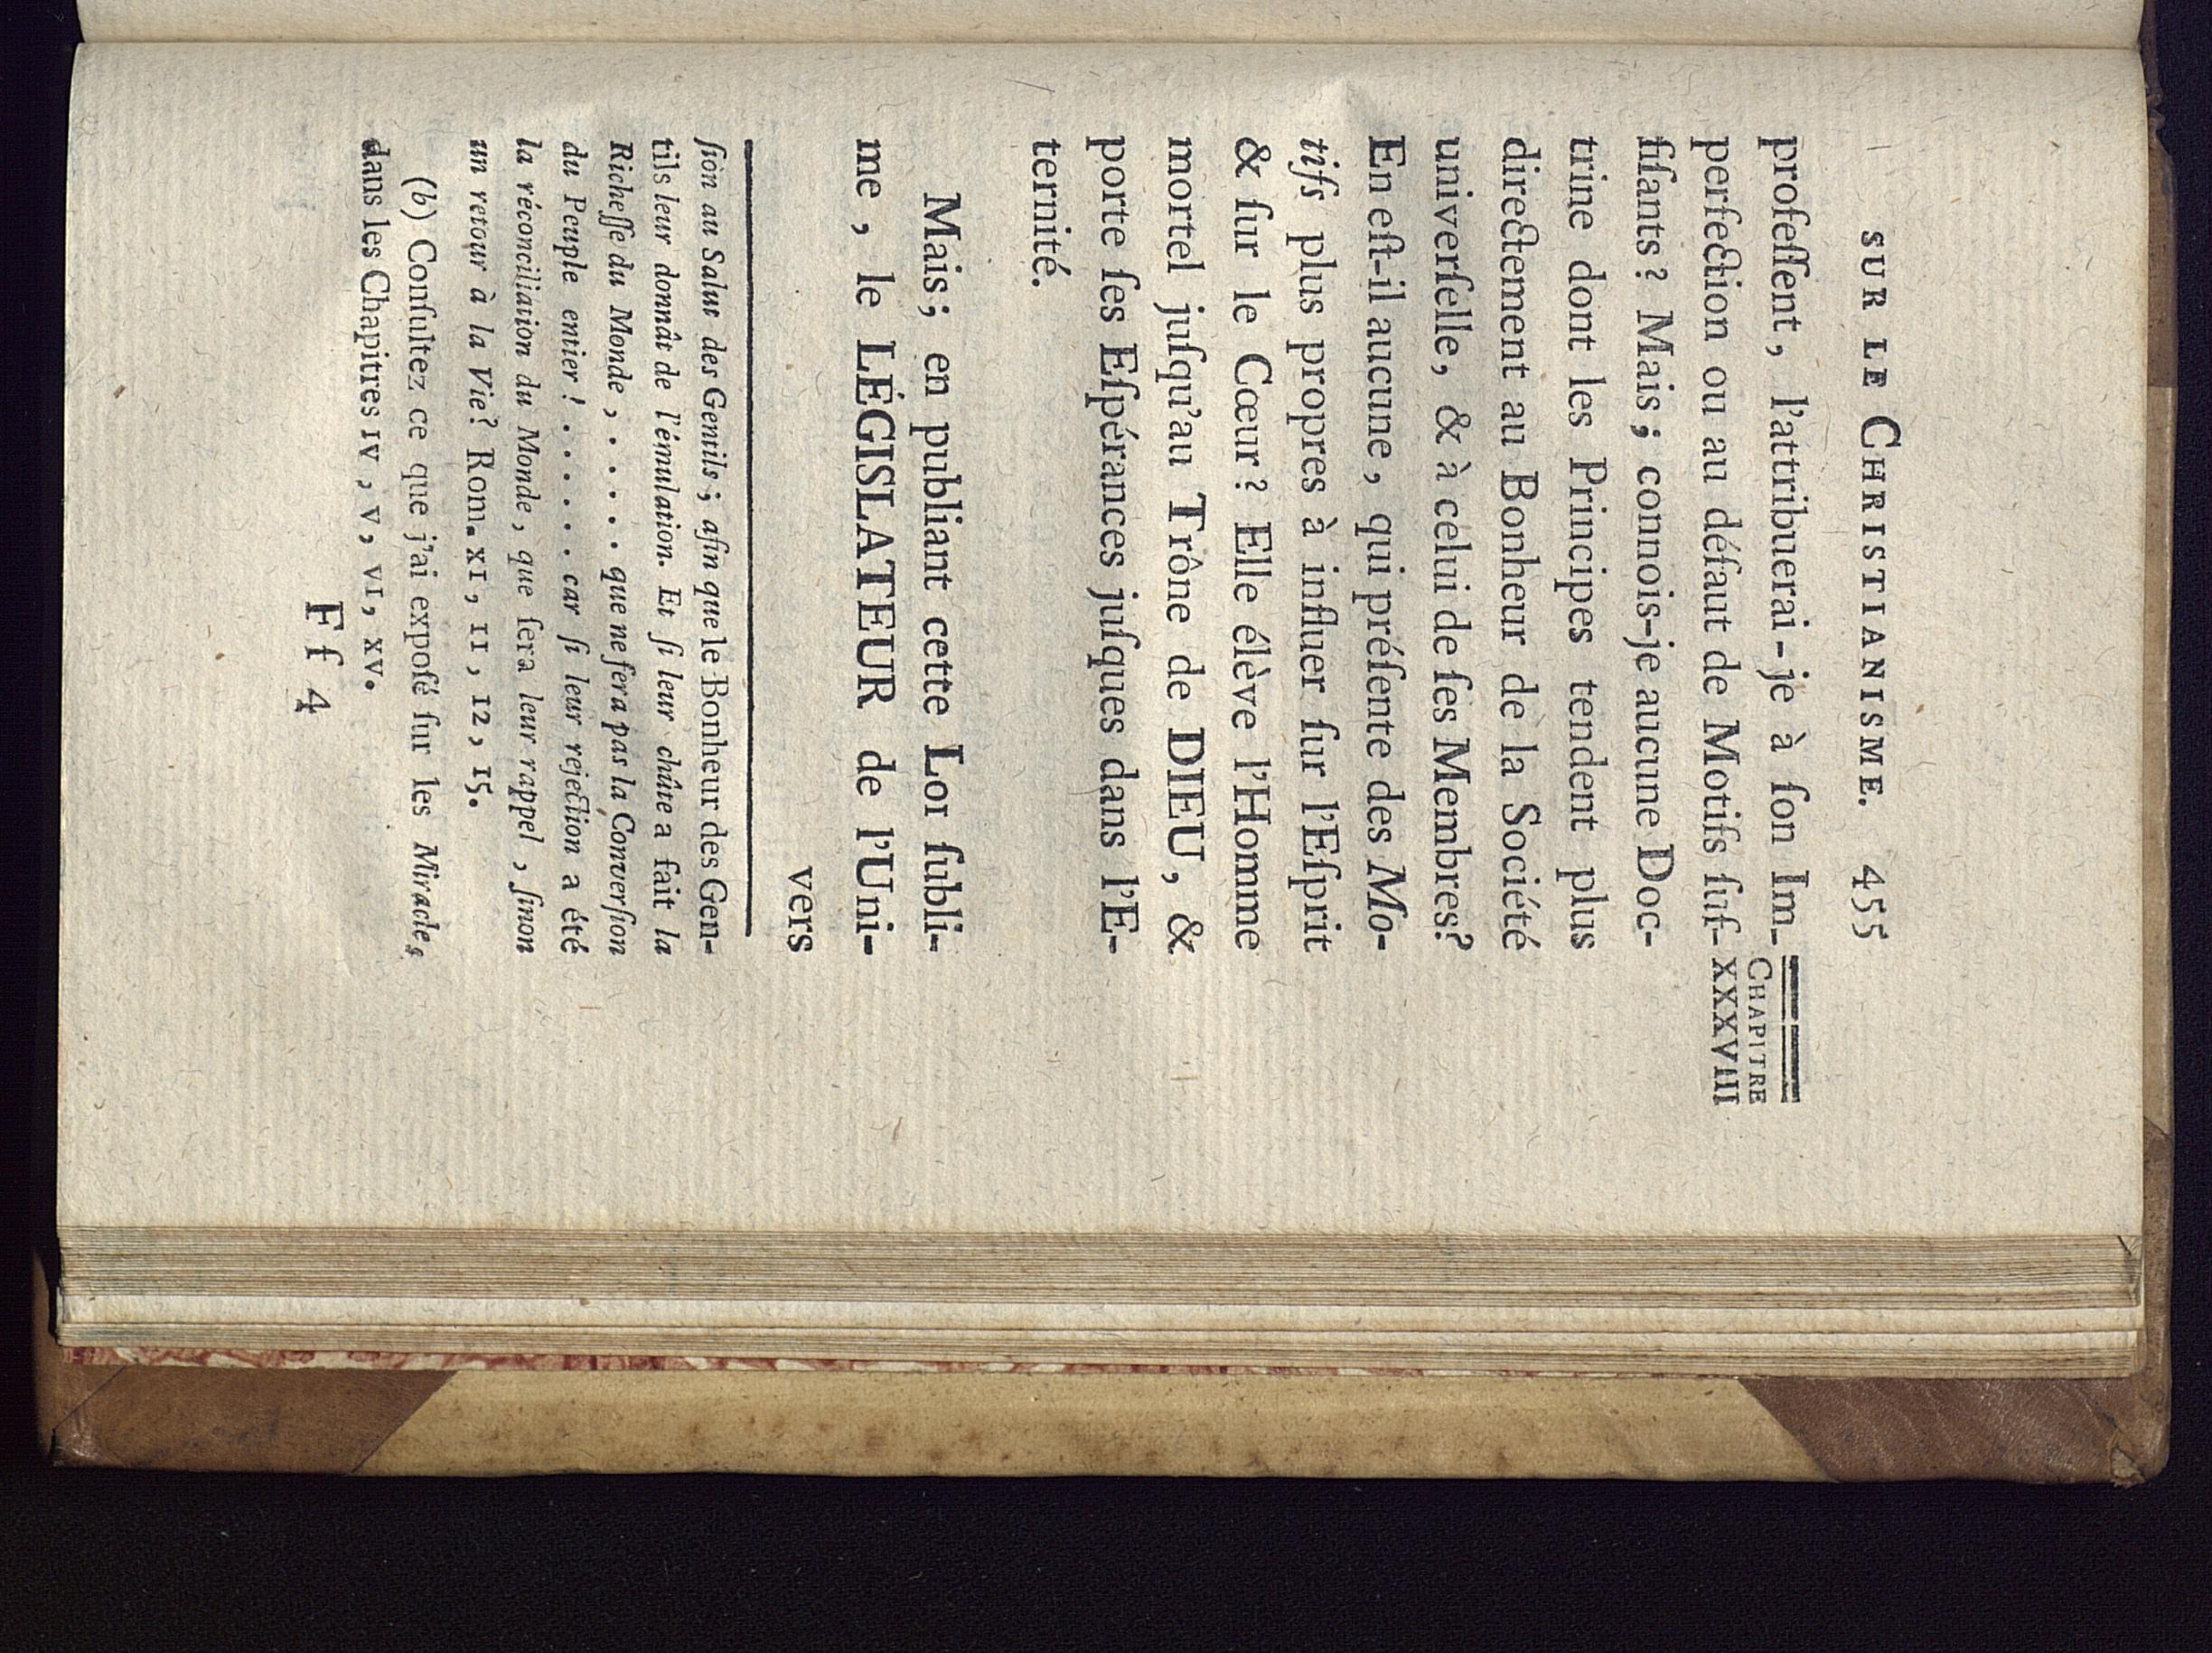 SUR LE CHRISTIANISME. 455
CHAPITRE
XXXVIII
profeſſent, l'attribuerai-je à ſon Im-
perfection ou au défaut de Motifs ſuf-
fiſants? Mais; connois-je aucune Doc-
trine dont les Principes tendent plus
directement au Bonheur de la Société
univerſelle, & à celui de ſes Membres?
En eſt-il aucune, qui préſente des Mo-
tifs plus propres à influer ſur l'Eſprit
& ſur le Cœur? Elle élève l'Homme
mortel juſqu'au Trône de DIEU, &
porte ſes Eſpérances juſques dans l'E-
ternité.
Mais; en publiant cette LOI ſubli-
me, le LÉGISLATEUR de l'Uni-
vers
ſion au Salut des Gentils; afin que le Bonheur des Gen-
tils leur donnât de l'émulation. Et ſi leur chûte a fait la
Richeſſe du Monde, . . . . . que ne ſera pas la Converſion
du Peuple entier! . . . . . . car ſi leur rejection a été
la réconciliation du Monde, que ſera leur rappel, ſinon
un retour à la Vie? Rom. XI, 11, 12, 15.
(b) Conſultez ce que j'ai expoſé ſur les Miracles,
dans les Chapitres IV, V, VI, XV.
Ff 4